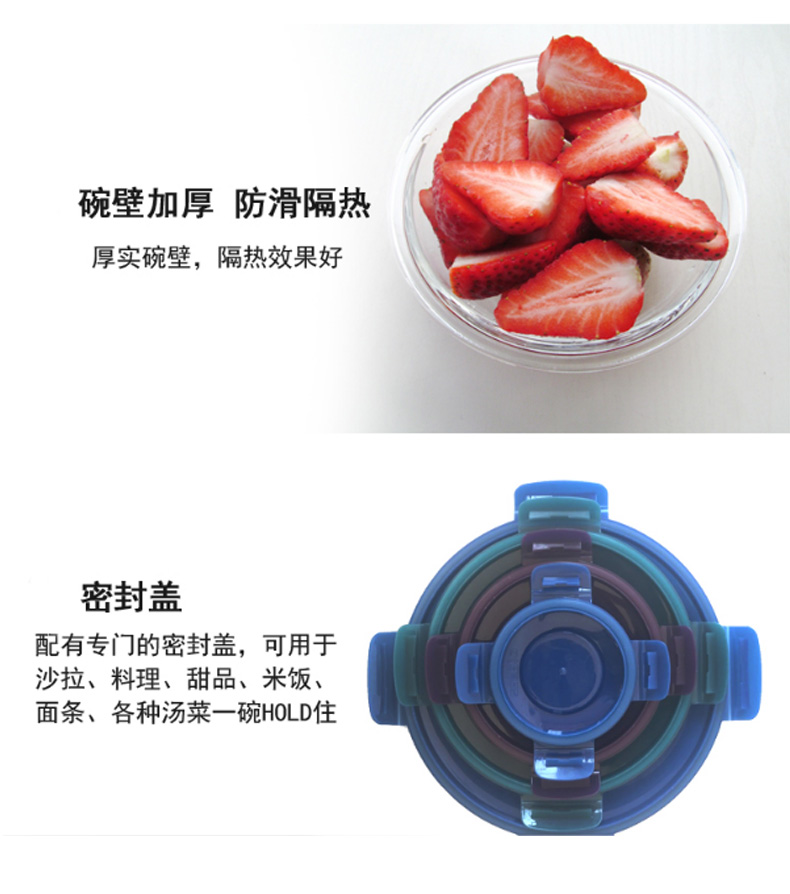 碗壁加厚 防滑隔热
厚实碗壁，隔热效果好
密封盖
配有专门的密封盖，可用于
沙拉、料理、甜品、米饭、
面条、各种汤菜一碗HOLD住